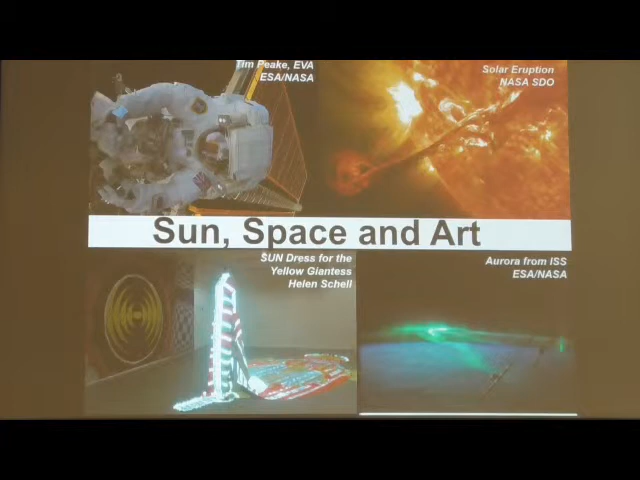 Tim Peake, EVA
ESA/NASA
Solar Eruption
NASA SDO
Sun, Space and Art
SUN Dress for the
Yellow Giantess
Helen Schell
Aurora from ISS
ESA/NASA